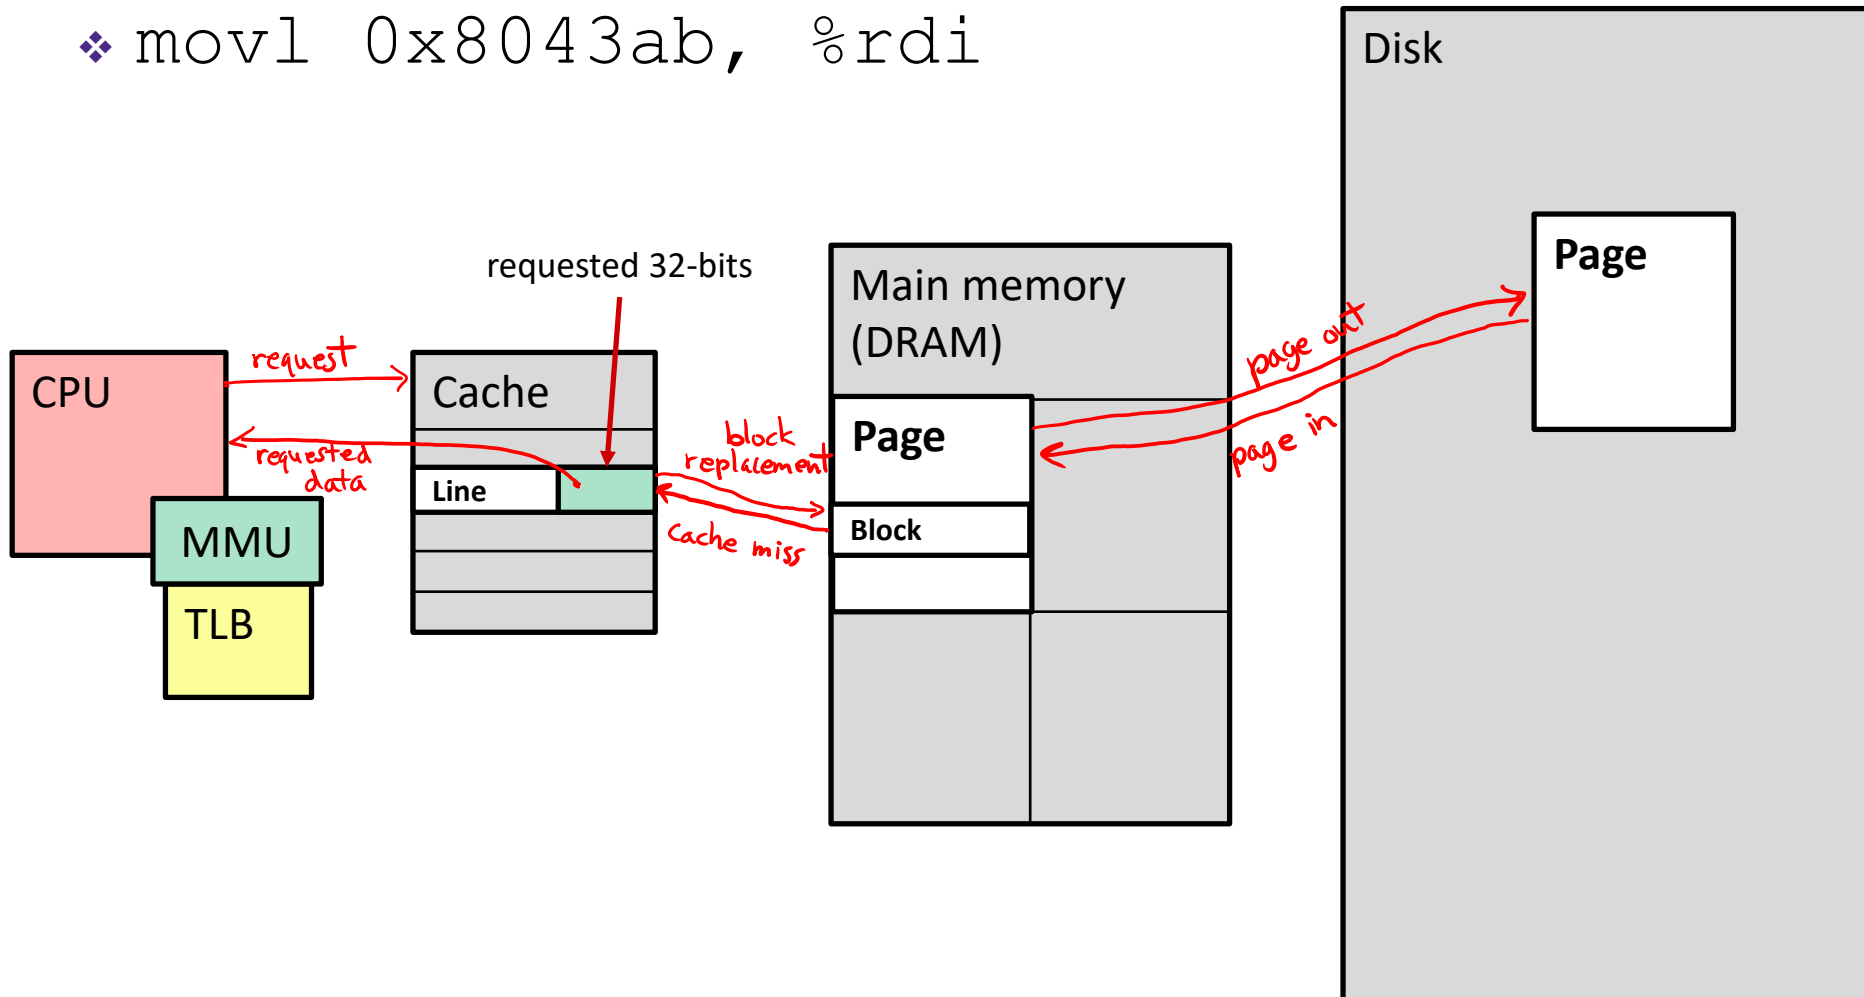 ❖ movl 0x8043ab, %rdi
Disk
Page
requested 32-bits
Main memory
(DRAM)
page out
page in
request
CPU
Cache
Page
block
replacement
requested
data
Line
Cache miss
Block
MMU
TLB